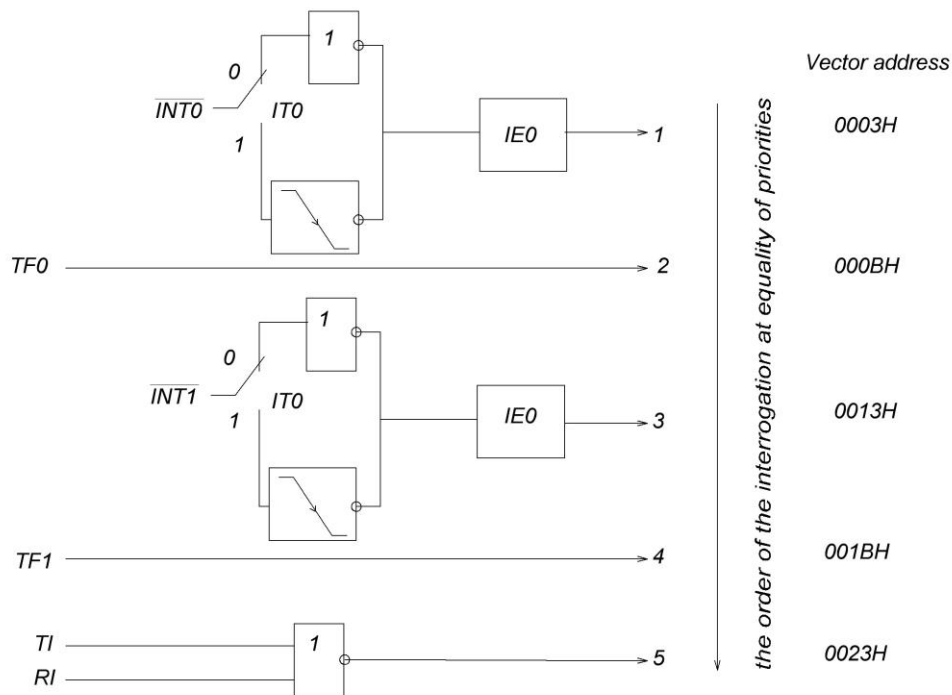 1
Vector address
0
INT0
IT0
1
IE0
1
0003H
TF0
2
000BH
1
0
INT1
IT0
1
IE0
3
0013H
TF1
4
001BH
TI
RI
1
5
0023H
the order of the interrogation at equality of priorities